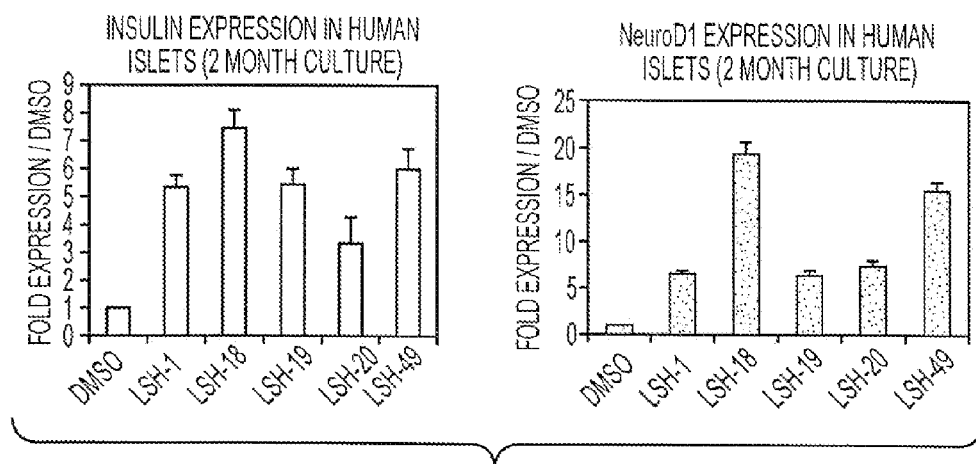 INSULIN EXPRESSION IN HUMAN
ISLETS (2 MONTH CULTURE)
FOLD EXPRESSION / DMSO
9
8
7
6
5
4
3
2
1
0
DMSO
LSH-1
LSH-18
LSH-19
LSH-20
LSH-49
NeuroD1 EXPRESSION IN HUMAN
ISLETS (2 MONTH CULTURE)
FOLD EXPRESSION / DMSO
25
20
15
10
5
0
DMSO
LSH-1
LSH-18
LSH-19
LSH-20
LSH-49